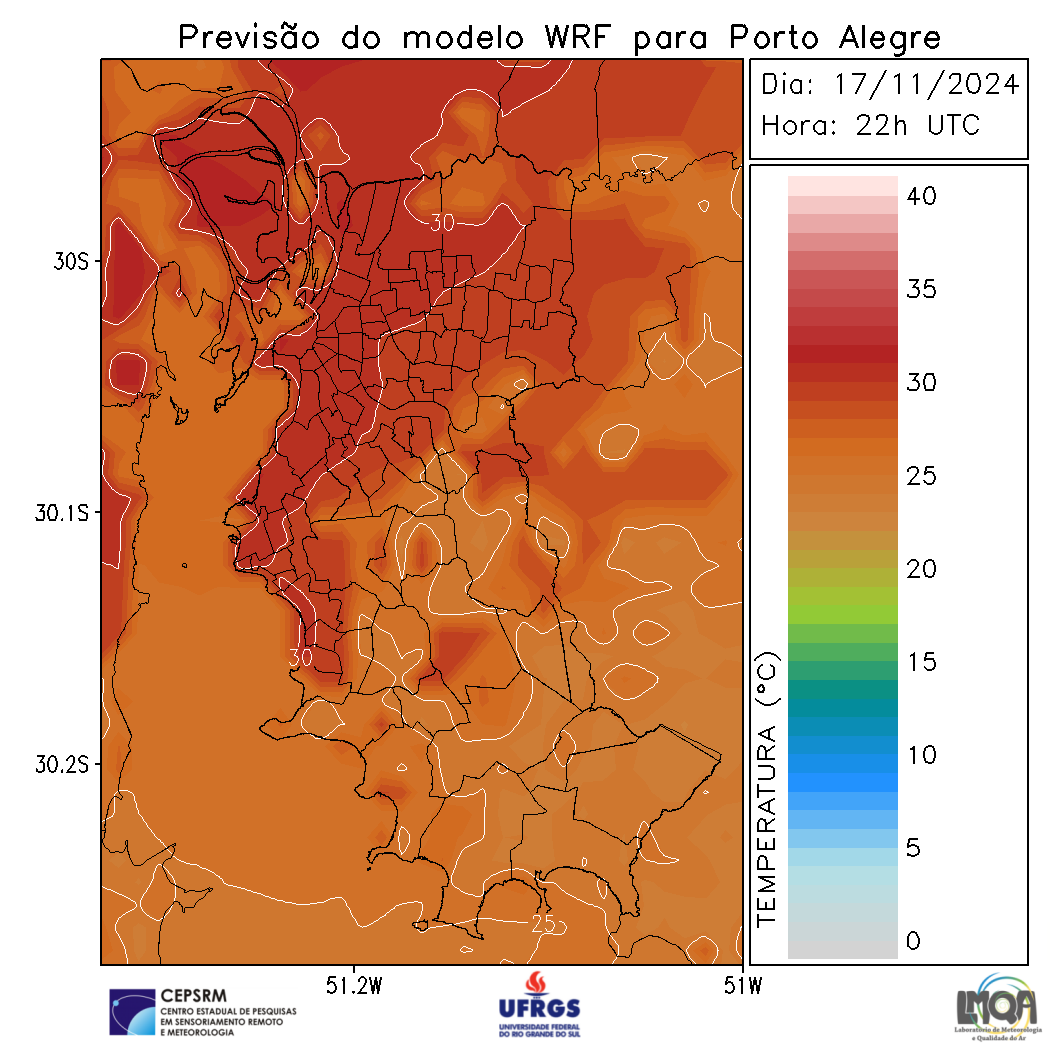 Previsão do modelo WRF para Porto Alegre
Dia: 17/11/2024
Hora: 22h UTC
30S
30.1S
30.2S
51.2W
51W
30
30
25
TEMPERATURA (°C)
40
35
30
25
20
15
10
5
0
CEPSRM
CENTRO ESTADUAL DE PESQUISAS
EM SENSORIAMENTO REMOTO
E METEOROLOGIA
UFRGS
UNIVERSIDADE FEDERAL
DO RIO GRANDE DO SUL
LMQA
Laboratório de Meteorologia
e Qualidade do Ar